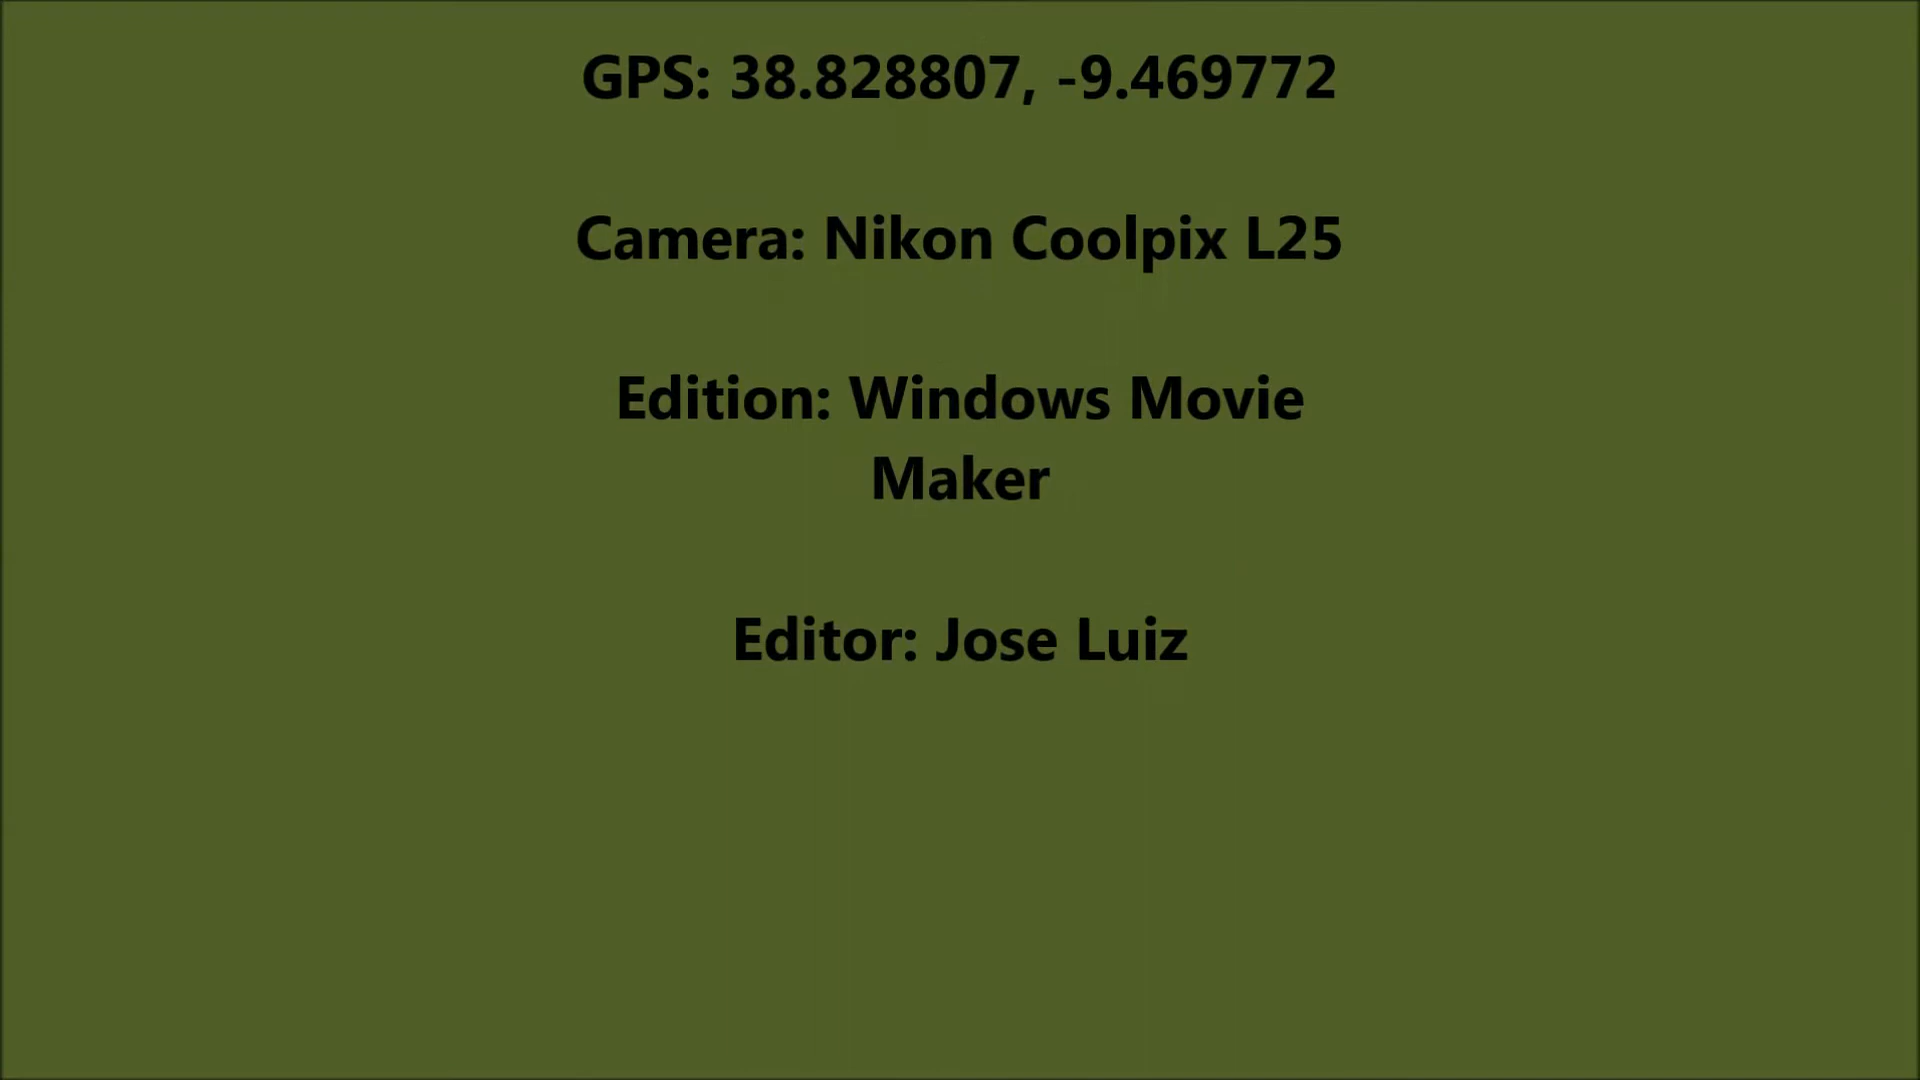 GPS: 38.828807, -9.469772
Camera: Nikon Coolpix L25
Edition: Windows Movie
Maker
Editor: Jose Luiz